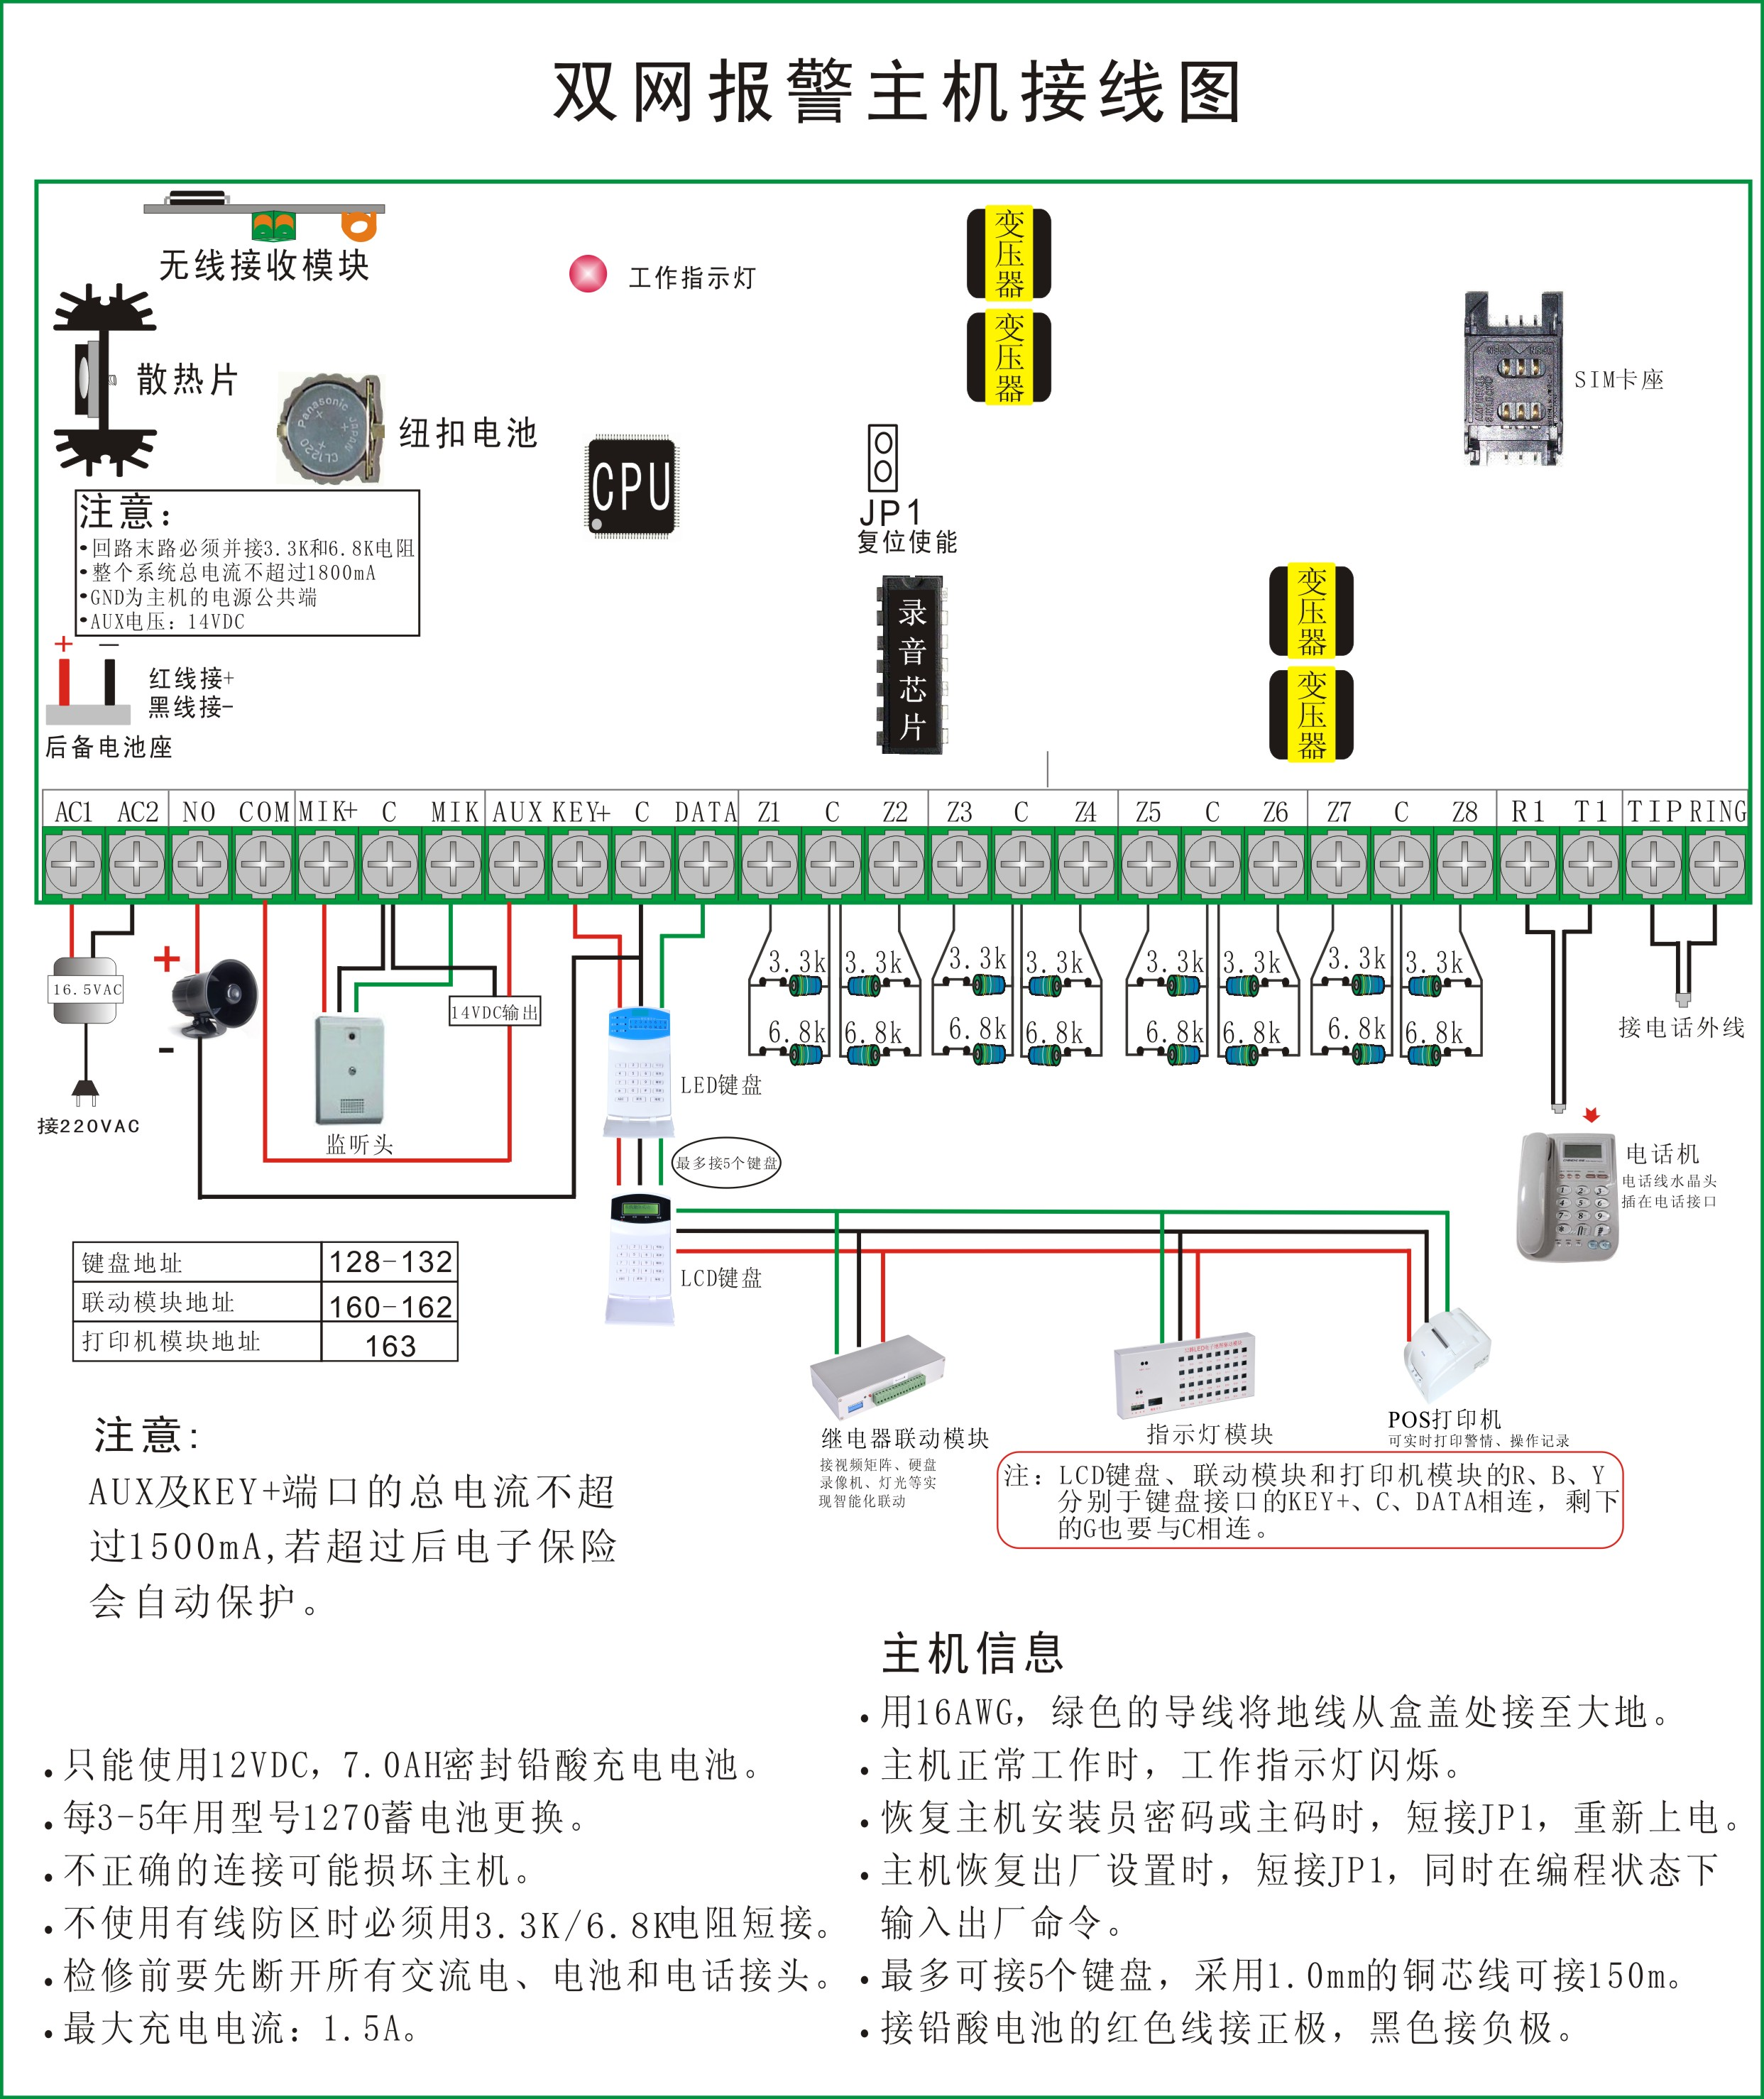 双网报警主机接线图
无线接收模块
工作指示灯
变压器
变压器
SIM卡座
散热片
Panasonic
CL1220
JAPAN
纽扣电池
CPU
JP1
复位使能
注意：
•回路末路必须并接3.3K和6.8K电阻
•整个系统总电流不超过1800mA
•GND为主机的电源公共端
•AUX电压：14VDC
录音芯片
变压器
变压器
+ —
红线接+
黑线接-
后备电池座
AC1 AC2 NO COM MIK+ C MIK AUX KEY+ C DATA Z1 C Z2 Z3 C Z4 Z5 C Z6 Z7 C Z8 R1 T1 TIP RING
+
-
16.5VAC
接220VAC
14VDC输出
监听头
3.3k 3.3k 3.3k 3.3k 3.3k 3.3k 3.3k 3.3k
6.8k 6.8k 6.8k 6.8k 6.8k 6.8k 6.8k 6.8k
接电话外线
LED键盘
最多接5个键盘
电话机
电话线水晶头
插在电话接口
LCD键盘
键盘地址 128-132
联动模块地址 160-162
打印机模块地址 163
继电器联动模块
接视频矩阵、硬盘
录像机、灯光等实
现智能化联动
指示灯模块
POS打印机
可实时打印警情、操作记录
注：LCD键盘、联动模块和打印机模块的R、B、Y
分别于键盘接口的KEY+、C、DATA相连，剩下
的G也要与C相连。
注意:
AUX及KEY+端口的总电流不超
过1500mA,若超过后电子保险
会自动保护。
•只能使用12VDC，7.0AH密封铅酸充电电池。
•每3-5年用型号1270蓄电池更换。
•不正确的连接可能损坏主机。
•不使用有线防区时必须用3.3K/6.8K电阻短接。
•检修前要先断开所有交流电、电池和电话接头。
•最大充电电流：1.5A。
主机信息
•用16AWG，绿色的导线将地线从盒盖处接至大地。
•主机正常工作时，工作指示灯闪烁。
•恢复主机安装员密码或主码时，短接JP1，重新上电。
•主机恢复出厂设置时，短接JP1，同时在编程状态下
输入出厂命令。
•最多可接5个键盘，采用1.0mm的铜芯线可接150m。
•接铅酸电池的红色线接正极，黑色接负极。